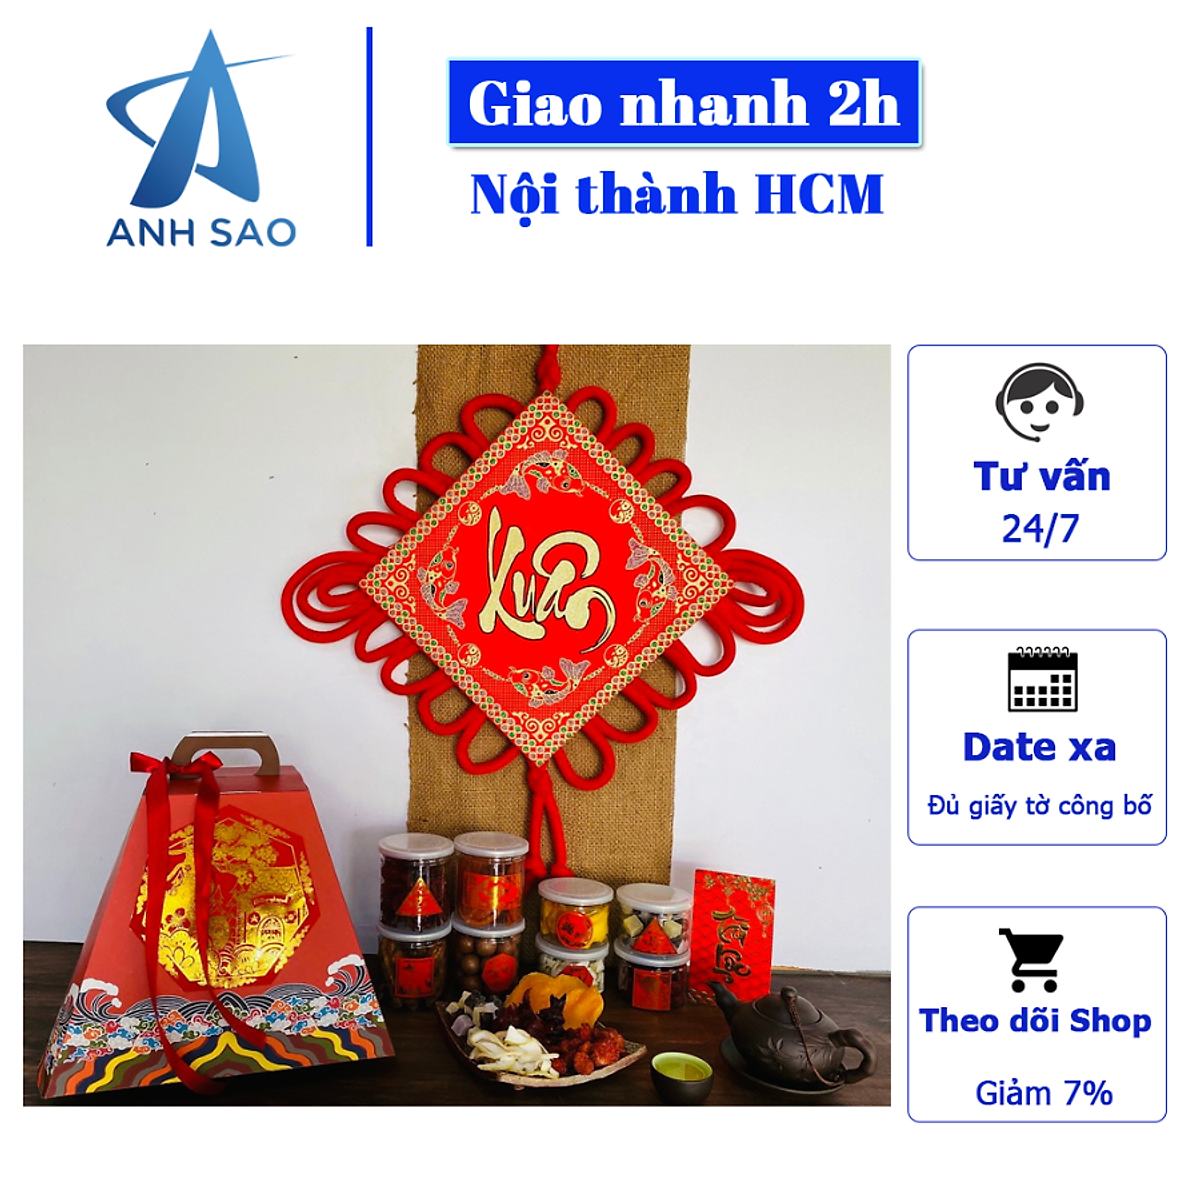 ANH SAO
Giao nhanh 2h
Nội thành HCM
Xuân
Tư vấn
24/7
Date xa
Đủ giấy tờ công bố
Theo dõi Shop
Giảm 7%